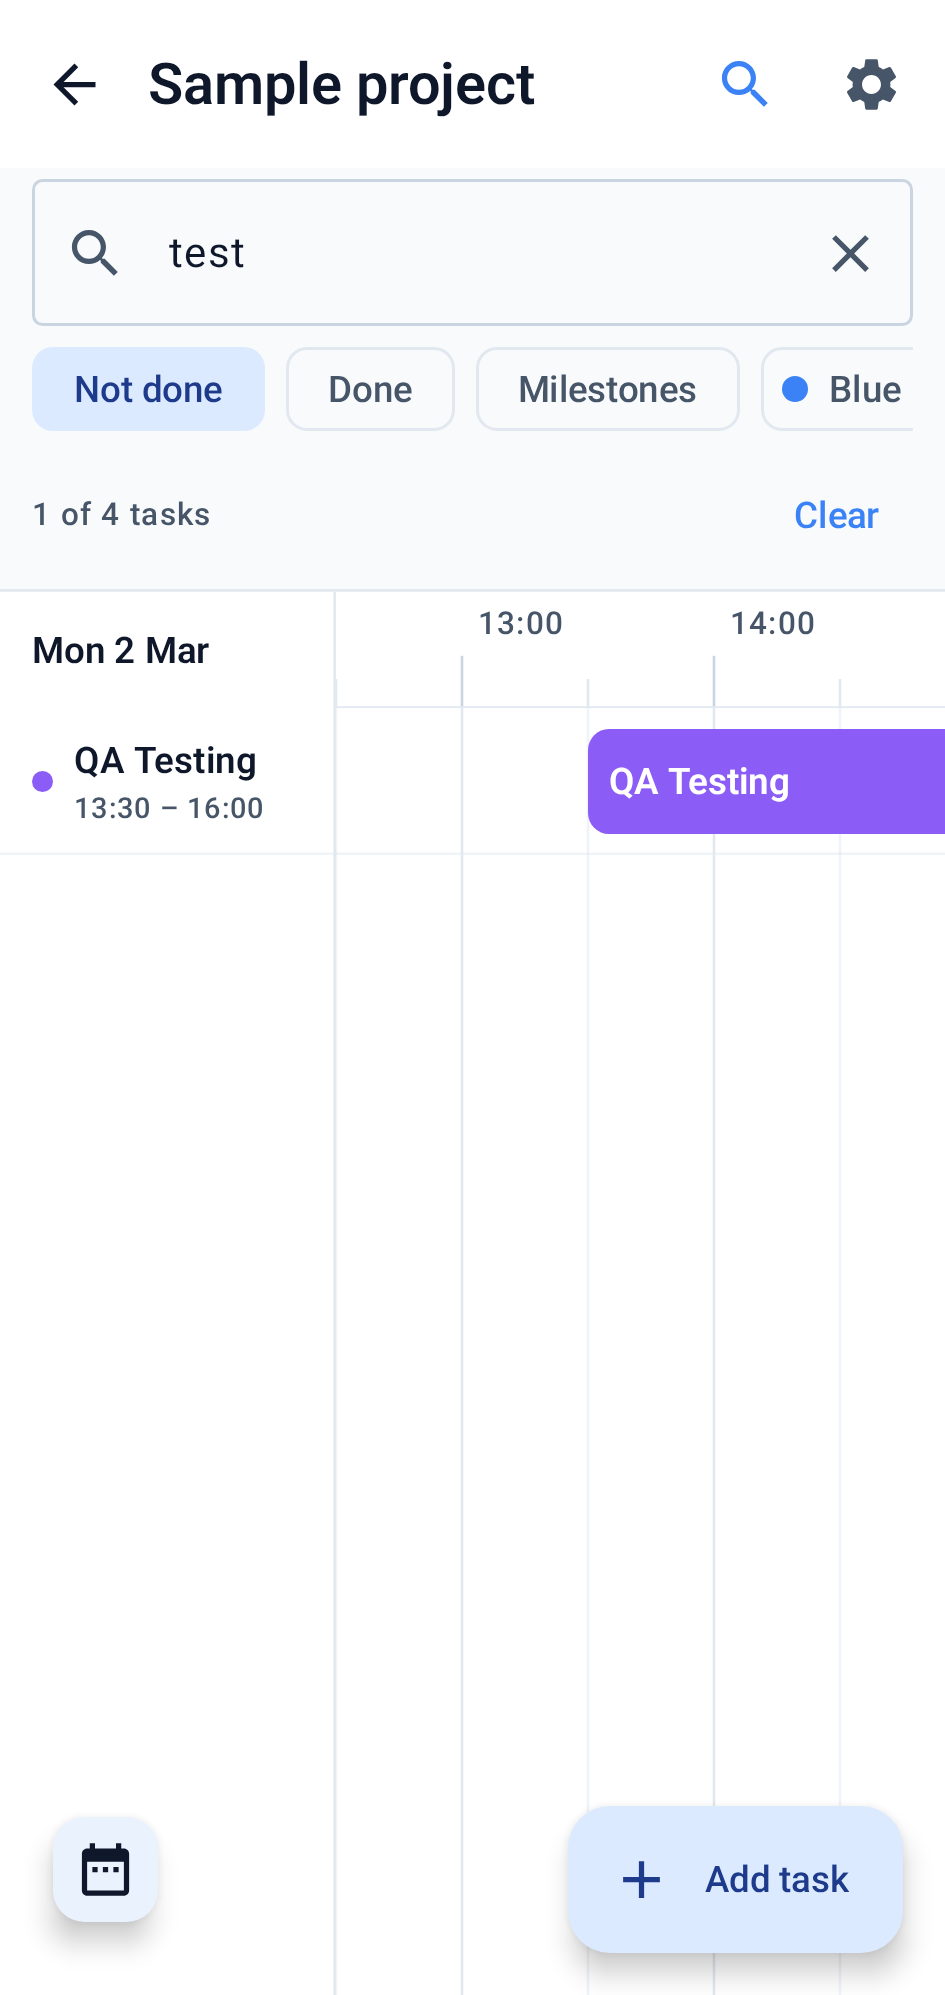 Sample project
test
Not done
Done
Milestones
Blue
1 of 4 tasks
Clear
13:00
14:00
Mon 2 Mar
QA Testing
13:30 – 16:00
QA Testing
Add task